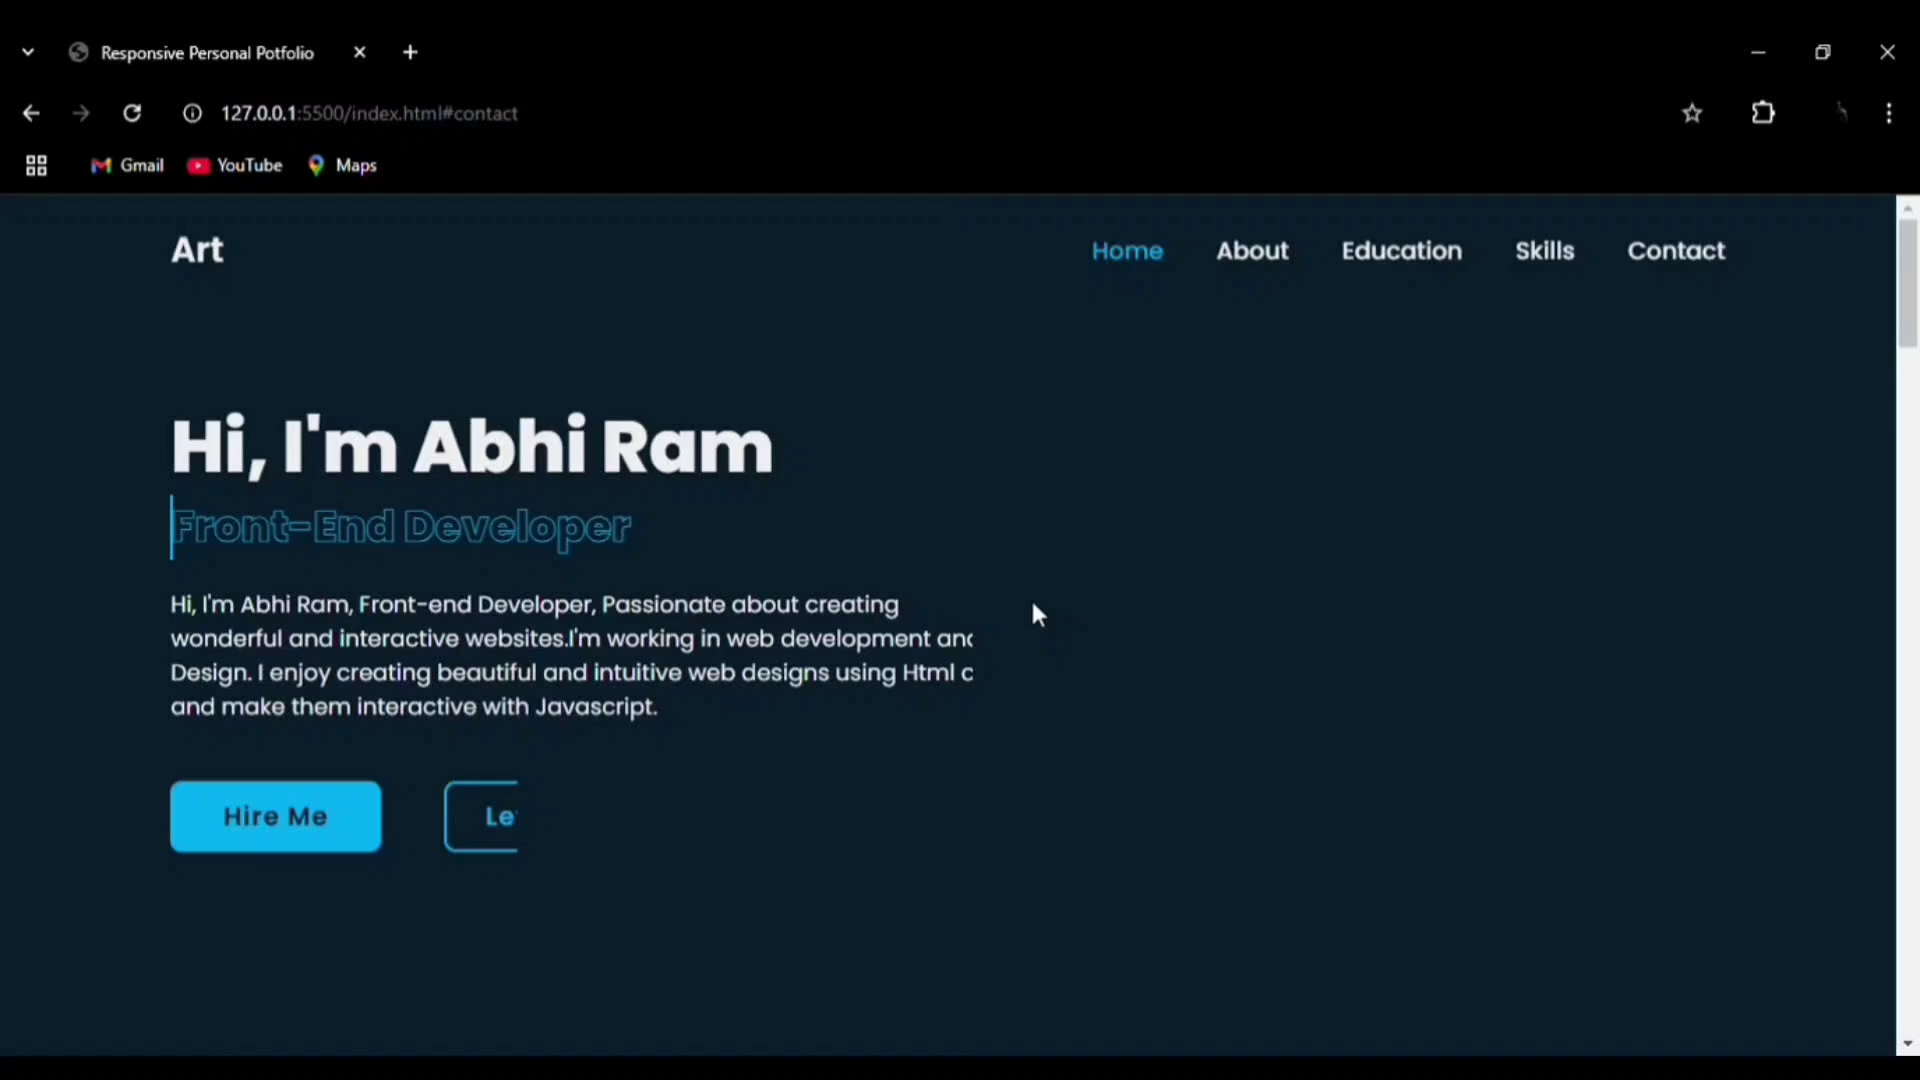 Responsive Personal Potfolio
127.0.0.1:5500/index.html#contact
Gmail YouTube Maps
Art Home About Education Skills Contact
Hi, I'm Abhi Ram
Front-End Developer
Hi, I'm Abhi Ram, Front-end Developer, Passionate about creating
wonderful and interactive websites.I'm working in web development
Design. I enjoy creating beautiful and intuitive web designs using Html
and make them interactive with Javascript.
Hire Me